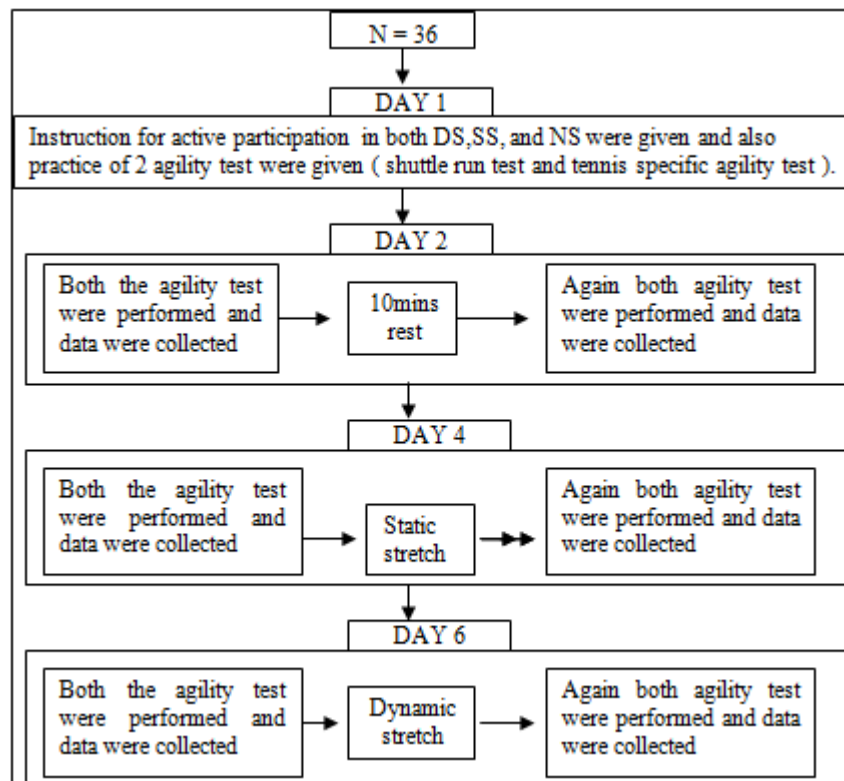 N = 36
DAY 1
Instruction for active participation in both DS,SS, and NS were given and also
practice of 2 agility test were given ( shuttle run test and tennis specific agility test ).
DAY 2
Both the agility test
were performed and
data were collected
10mins
rest
Again both agility test
were performed and data
were collected
DAY 4
Both the agility test
were performed and
data were collected
Static
stretch
Again both agility test
were performed and data
were collected
DAY 6
Both the agility test
were performed and
data were collected
Dynamic
stretch
Again both agility test
were performed and data
were collected